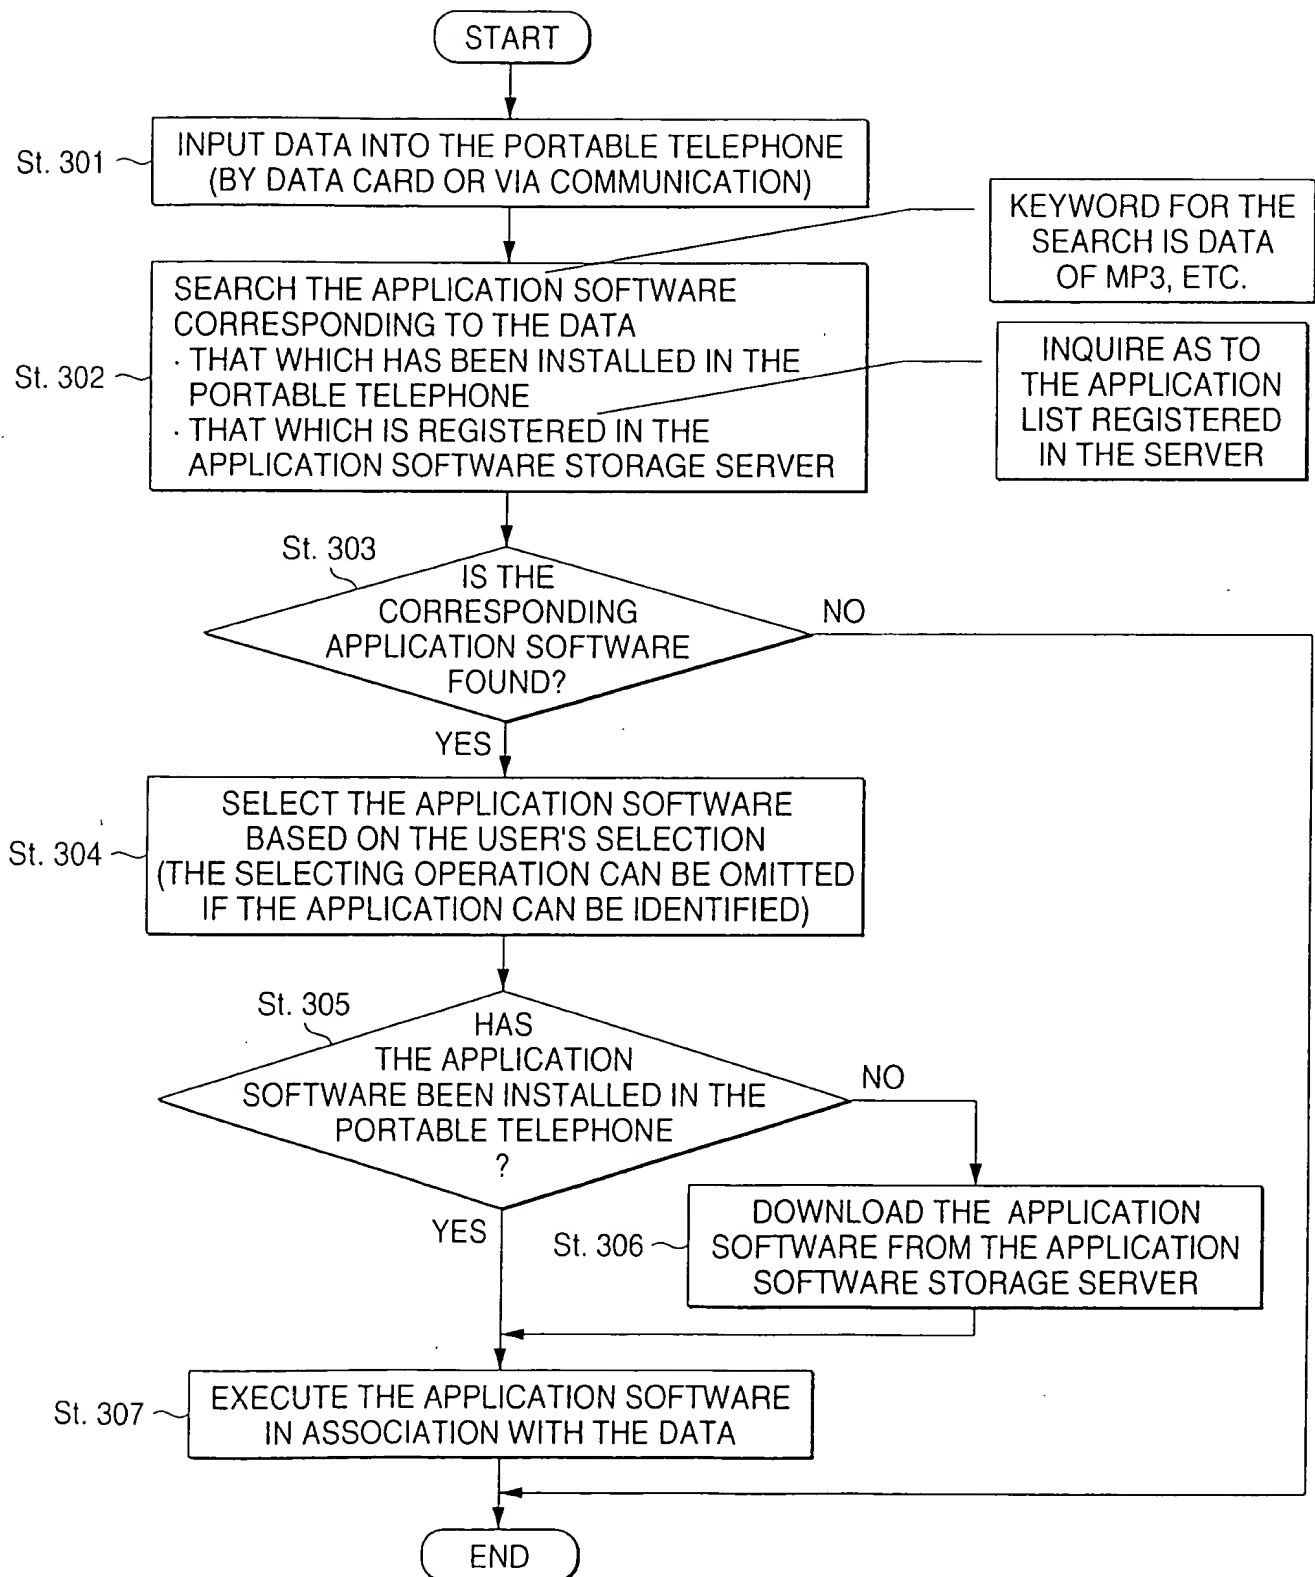 START
St. 301
INPUT DATA INTO THE PORTABLE TELEPHONE
(BY DATA CARD OR VIA COMMUNICATION)
KEYWORD FOR THE
SEARCH IS DATA
OF MP3, ETC.
St. 302
SEARCH THE APPLICATION SOFTWARE
CORRESPONDING TO THE DATA
· THAT WHICH HAS BEEN INSTALLED IN THE
PORTABLE TELEPHONE
· THAT WHICH IS REGISTERED IN THE
APPLICATION SOFTWARE STORAGE SERVER
INQUIRE AS TO
THE APPLICATION
LIST REGISTERED
IN THE SERVER
St. 303
IS THE
CORRESPONDING
APPLICATION SOFTWARE
FOUND?
NO
YES
St. 304
SELECT THE APPLICATION SOFTWARE
BASED ON THE USER'S SELECTION
(THE SELECTING OPERATION CAN BE OMITTED
IF THE APPLICATION CAN BE IDENTIFIED)
St. 305
HAS
THE APPLICATION
SOFTWARE BEEN INSTALLED IN THE
PORTABLE TELEPHONE
?
NO
YES
St. 306
DOWNLOAD THE APPLICATION
SOFTWARE FROM THE APPLICATION
SOFTWARE STORAGE SERVER
St. 307
EXECUTE THE APPLICATION SOFTWARE
IN ASSOCIATION WITH THE DATA
END